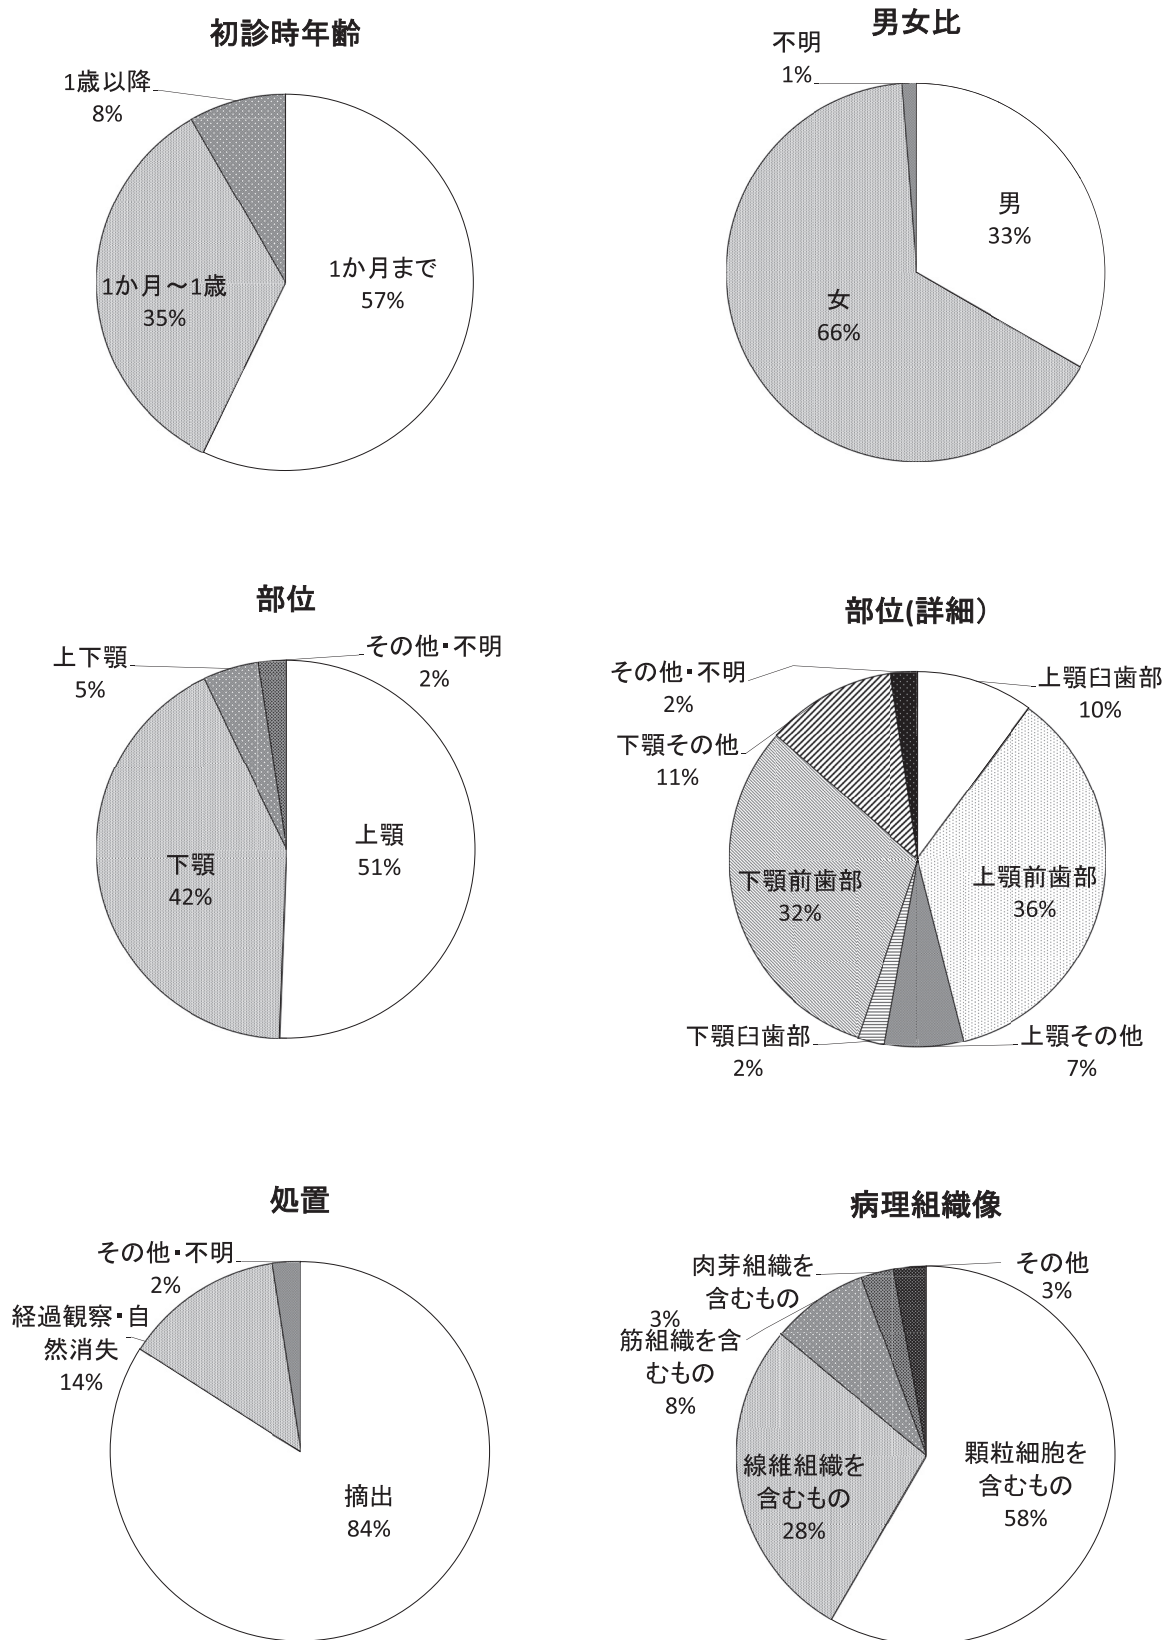 初診時年齢
1歳以降
8%
1か月~1歳
35%
1か月まで
57%
男女比
不明
1%
男
33%
女
66%
部位
上下顎
5%
その他・不明
2%
下顎
42%
上顎
51%
部位(詳細)
その他・不明
2%
上顎臼歯部
10%
下顎その他
11%
下顎前歯部
32%
上顎前歯部
36%
下顎臼歯部
2%
上顎その他
7%
処置
その他・不明
2%
経過観察・自
然消失
14%
摘出
84%
病理組織像
肉芽組織を
含むもの
3%
その他
3%
筋組織を含
むもの
8%
線維組織を
含むもの
28%
顆粒細胞を
含むもの
58%